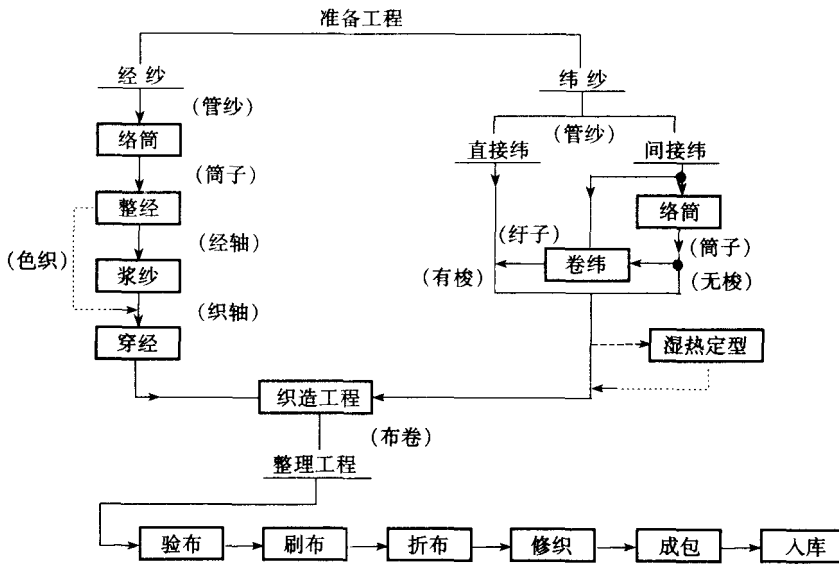 准备工程
经纱
纬纱
(管纱)
(管纱)
络筒
直接纬
间接纬
(筒子)
整经
络筒
(色织)
(经轴)
(纡子)
(筒子)
浆纱
(有梭)
卷纬
(无梭)
(织轴)
穿经
湿热定型
织造工程
(布卷)
整理工程
验布
刷布
折布
修织
成包
入库